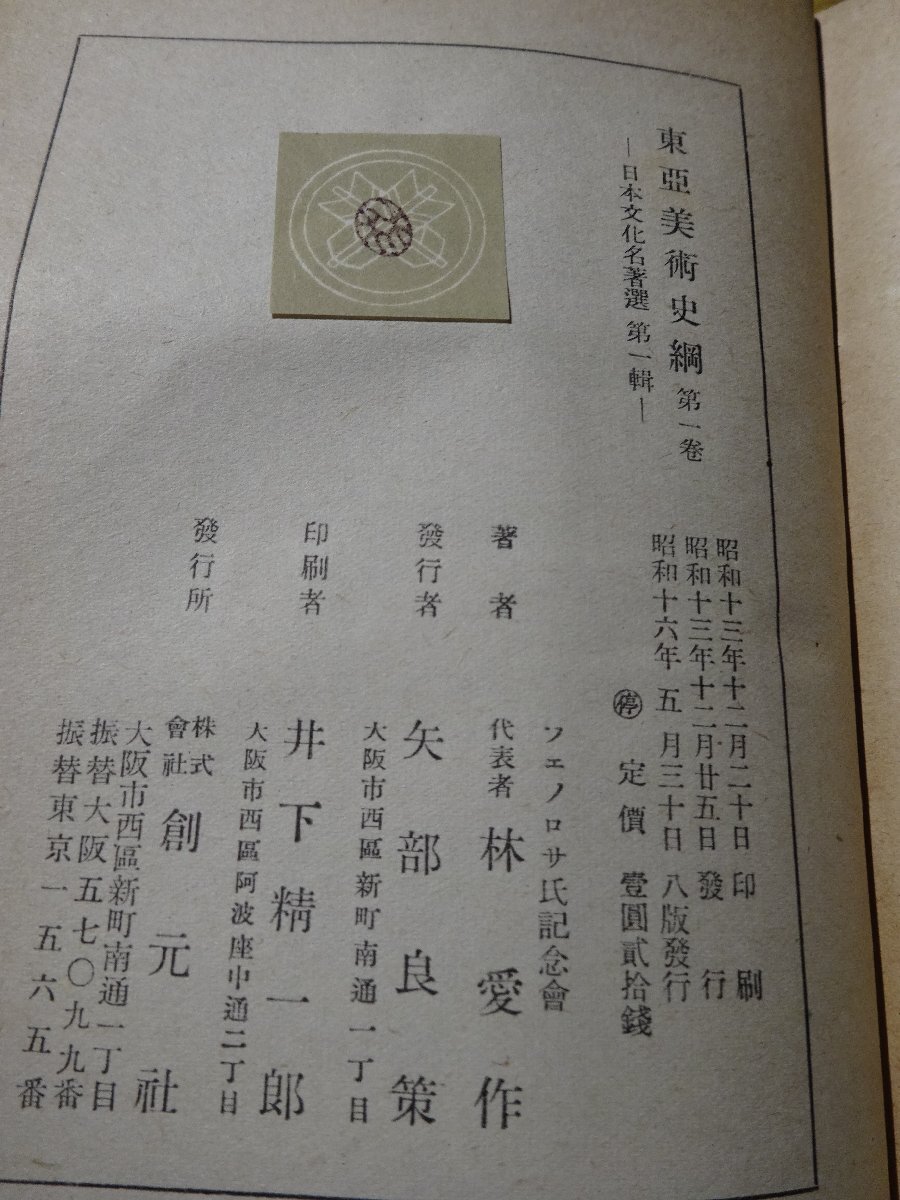 東亞美術史綱 第一卷
―日本文化名著選 第一輯―
昭和十三年十二月二十日 印刷
昭和十三年十二月廿五日 發行
昭和十六年 五 月三十日 八版發行
停 定價 壹圓貳拾錢
著者
フェノロサ氏記念會
代表者 林愛作
發行者 矢部良策
大阪市西區新町南通一丁目
印刷者 井下精一郎
大阪市西區阿波座中通二丁目
發行所 株式會社 創元社
大阪市西區新町南通一丁目
振替大阪五七〇九九番
振替東京一五六五番